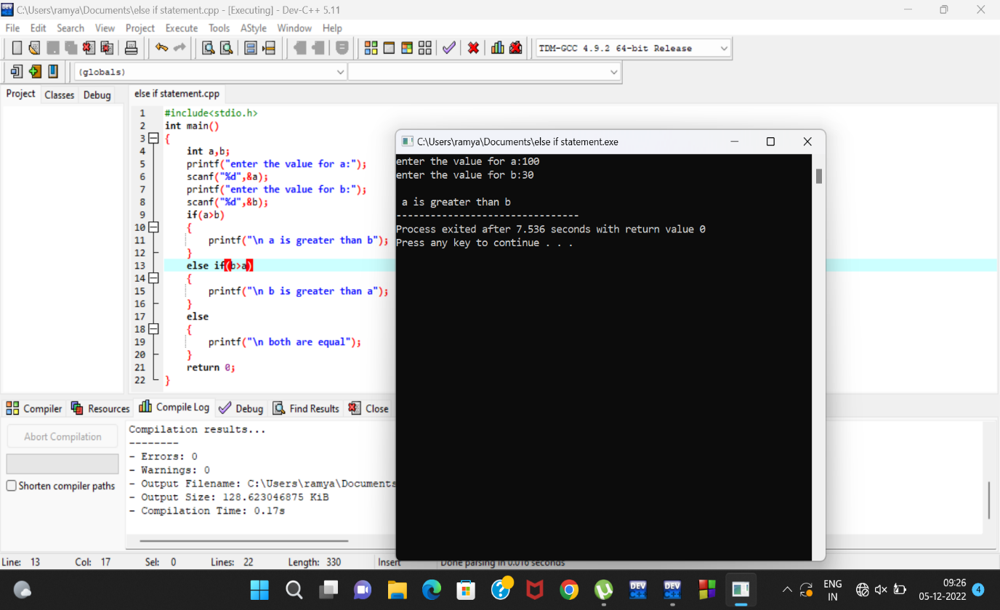 C:\Users\ramya\Documents\else if statement.cpp - [Executing] - Dev-C++ 5.11
File Edit Search View Project Execute Tools AStyle Window Help
TDM-GCC 4.9.2 64-bit Release
(globals)
Project Classes Debug
else if statement.cpp
1 #include<stdio.h>
2 int main()
3 {
4 int a,b;
5 printf("enter the value for a:");
6 scanf("%d",&a);
7 printf("enter the value for b:");
8 scanf("%d",&b);
9 if(a>b)
10 {
11 printf("\n a is greater than b");
12 }
13 else if(b>a)
14 {
15 printf("\n b is greater than a");
16 }
17 else
18 {
19 printf("\n both are equal");
20 }
21 return 0;
22 }
C:\Users\ramya\Documents\else if statement.exe
enter the value for a:100
enter the value for b:30
a is greater than b
--------------------------------
Process exited after 7.536 seconds with return value 0
Press any key to continue . . .
Compiler Resources Compile Log Debug Find Results Close
Abort Compilation
Shorten compiler paths
Compilation results...
--------
- Errors: 0
- Warnings: 0
- Output Filename: C:\Users\ramya\Documents
- Output Size: 128.623046875 KiB
- Compilation Time: 0.17s
Line: 13 Col: 17 Sel: 0 Lines: 22 Length: 330 Insert Done parsing in 0.016 seconds
DEV C++
DEV C++
ENG
IN
09:26
05-12-2022
4